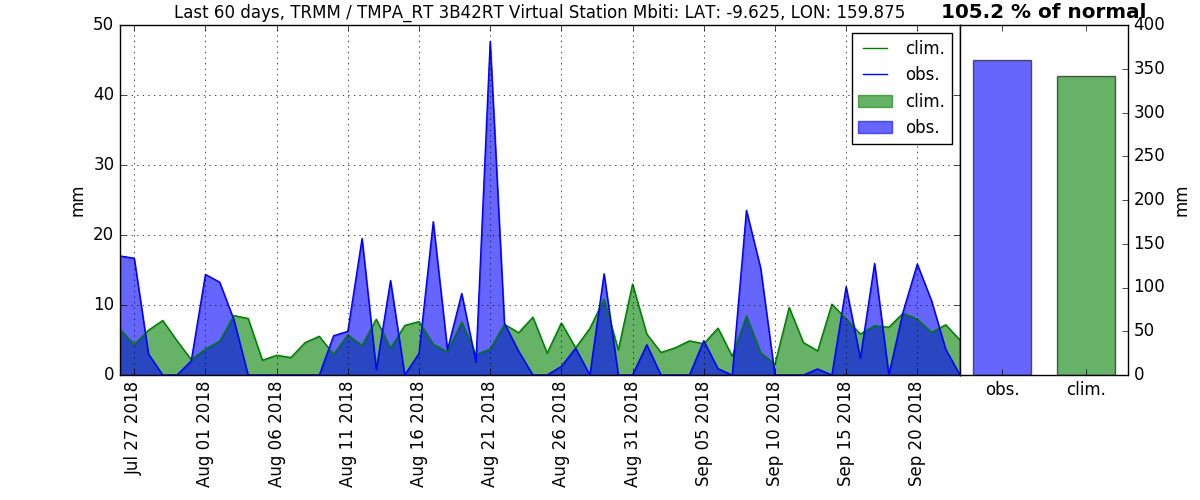 Last 60 days, TRMM / TMPA_RT 3B42RT Virtual Station Mbiti: LAT: -9.625, LON: 159.875
105.2 % of normal
50
40
30
20
10
0
mm
clim.
obs.
clim.
obs.
Jul 27 2018
Aug 01 2018
Aug 06 2018
Aug 11 2018
Aug 16 2018
Aug 21 2018
Aug 26 2018
Aug 31 2018
Sep 05 2018
Sep 10 2018
Sep 15 2018
Sep 20 2018
400
350
300
250
200
150
100
50
0
mm
obs.
clim.